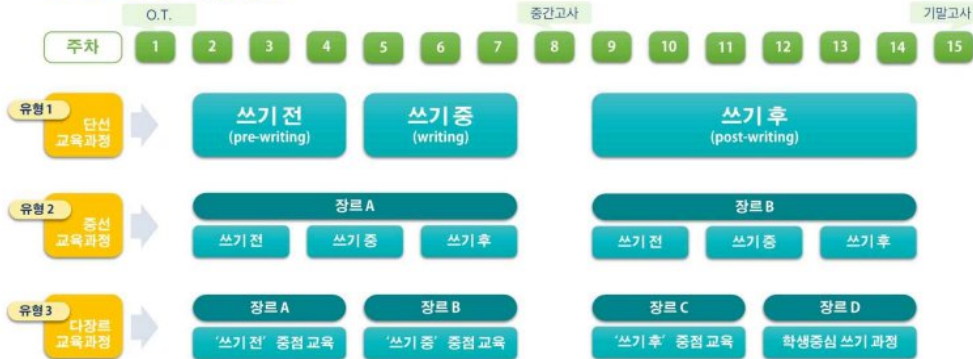 O.T.
중간고사
기말고사
주차 1 2 3 4 5 6 7 8 9 10 11 12 13 14 15
유형1
단선
교육과정
쓰기 전
(pre-writing)
쓰기 중
(writing)
쓰기 후
(post-writing)
유형2
중선
교육과정
장르 A
쓰기 전 쓰기 중 쓰기 후
장르 B
쓰기 전 쓰기 중 쓰기 후
유형3
다장르
교육과정
장르 A
'쓰기 전' 중점 교육
장르 B
'쓰기 중' 중점 교육
장르 C
'쓰기 후' 중점 교육
장르 D
학생중심 쓰기 과정